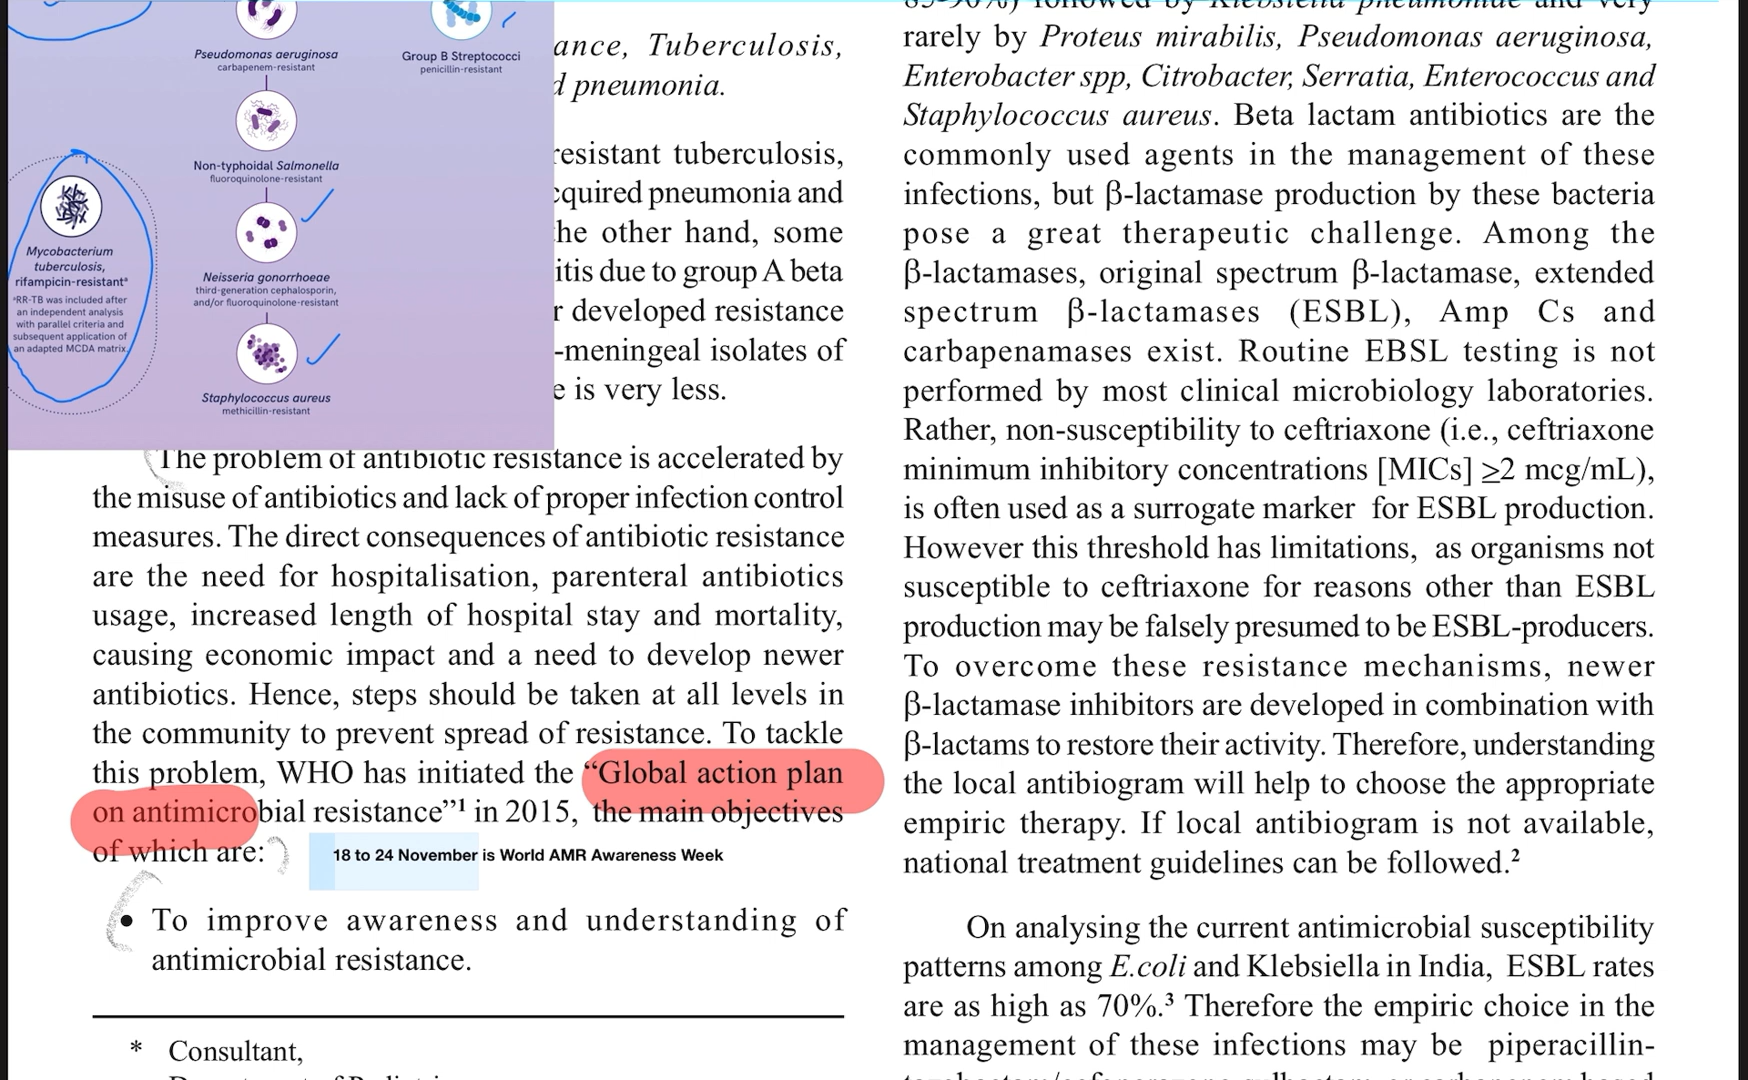 Pseudomonas aeruginosa
carbapenem-resistant
Group B Streptococci
penicillin-resistant
Non-typhoidal Salmonella
fluoroquinolone-resistant
Mycobacterium
tuberculosis,
rifampicin-resistantᵃ
ᵃRR-TB was included after
an independent analysis
with parallel criteria and
subsequent application of
an adapted MCDA matrix.
Neisseria gonorrhoeae
third-generation cephalosporin,
and/or fluoroquinolone-resistant
Staphylococcus aureus
methicillin-resistant
ance, Tuberculosis,
d pneumonia.
resistant tuberculosis,
cquired pneumonia and
the other hand, some
itis due to group A beta
r developed resistance
-meningeal isolates of
e is very less.
The problem of antibiotic resistance is accelerated by
the misuse of antibiotics and lack of proper infection control
measures. The direct consequences of antibiotic resistance
are the need for hospitalisation, parenteral antibiotics
usage, increased length of hospital stay and mortality,
causing economic impact and a need to develop newer
antibiotics. Hence, steps should be taken at all levels in
the community to prevent spread of resistance. To tackle
this problem, WHO has initiated the “Global action plan
on antimicrobial resistance”¹ in 2015, the main objectives
of which are:
18 to 24 November is World AMR Awareness Week
• To improve awareness and understanding of
antimicrobial resistance.
* Consultant,
85-90%) followed by Klebsiella pneumoniae and very
rarely by Proteus mirabilis, Pseudomonas aeruginosa,
Enterobacter spp, Citrobacter, Serratia, Enterococcus and
Staphylococcus aureus. Beta lactam antibiotics are the
commonly used agents in the management of these
infections, but β-lactamase production by these bacteria
pose a great therapeutic challenge. Among the
β-lactamases, original spectrum β-lactamase, extended
spectrum β-lactamases (ESBL), Amp Cs and
carbapenamases exist. Routine EBSL testing is not
performed by most clinical microbiology laboratories.
Rather, non-susceptibility to ceftriaxone (i.e., ceftriaxone
minimum inhibitory concentrations [MICs] ≥2 mcg/mL),
is often used as a surrogate marker for ESBL production.
However this threshold has limitations, as organisms not
susceptible to ceftriaxone for reasons other than ESBL
production may be falsely presumed to be ESBL-producers.
To overcome these resistance mechanisms, newer
β-lactamase inhibitors are developed in combination with
β-lactams to restore their activity. Therefore, understanding
the local antibiogram will help to choose the appropriate
empiric therapy. If local antibiogram is not available,
national treatment guidelines can be followed.²
On analysing the current antimicrobial susceptibility
patterns among E.coli and Klebsiella in India, ESBL rates
are as high as 70%.³ Therefore the empiric choice in the
management of these infections may be piperacillin-